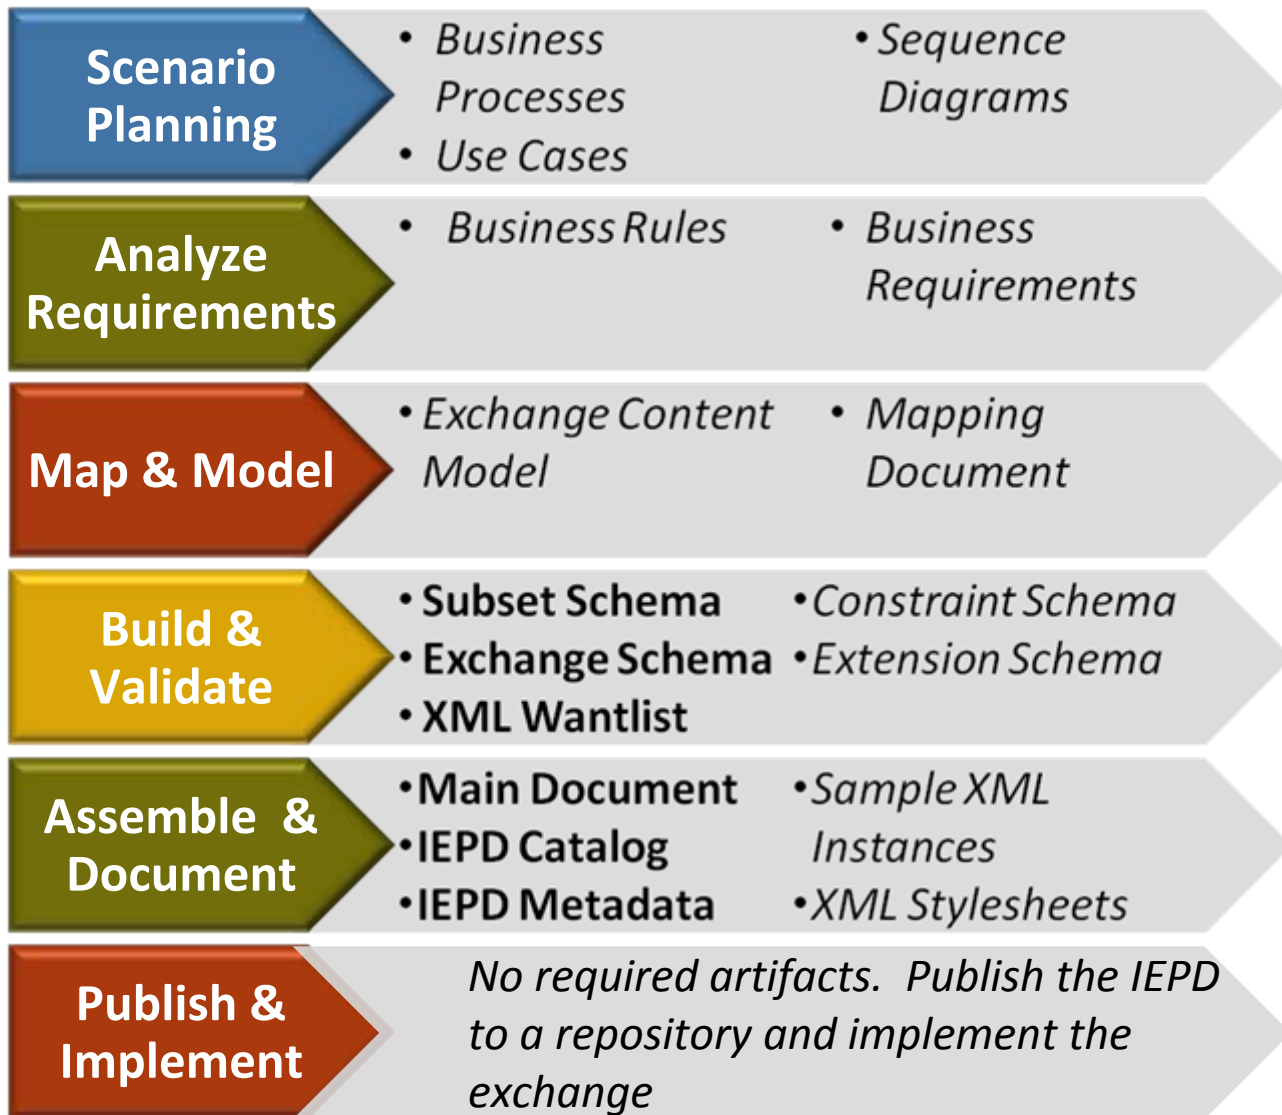 Scenario
Planning
• Business
Processes
• Use Cases
• Sequence
Diagrams
Analyze
Requirements
• Business Rules
• Business
Requirements
Map & Model
• Exchange Content
Model
• Mapping
Document
Build &
Validate
• Subset Schema
• Exchange Schema
• XML Wantlist
• Constraint Schema
• Extension Schema
Assemble &
Document
• Main Document
• IEPD Catalog
• IEPD Metadata
• Sample XML
Instances
• XML Stylesheets
Publish &
Implement
No required artifacts. Publish the IEPD
to a repository and implement the
exchange